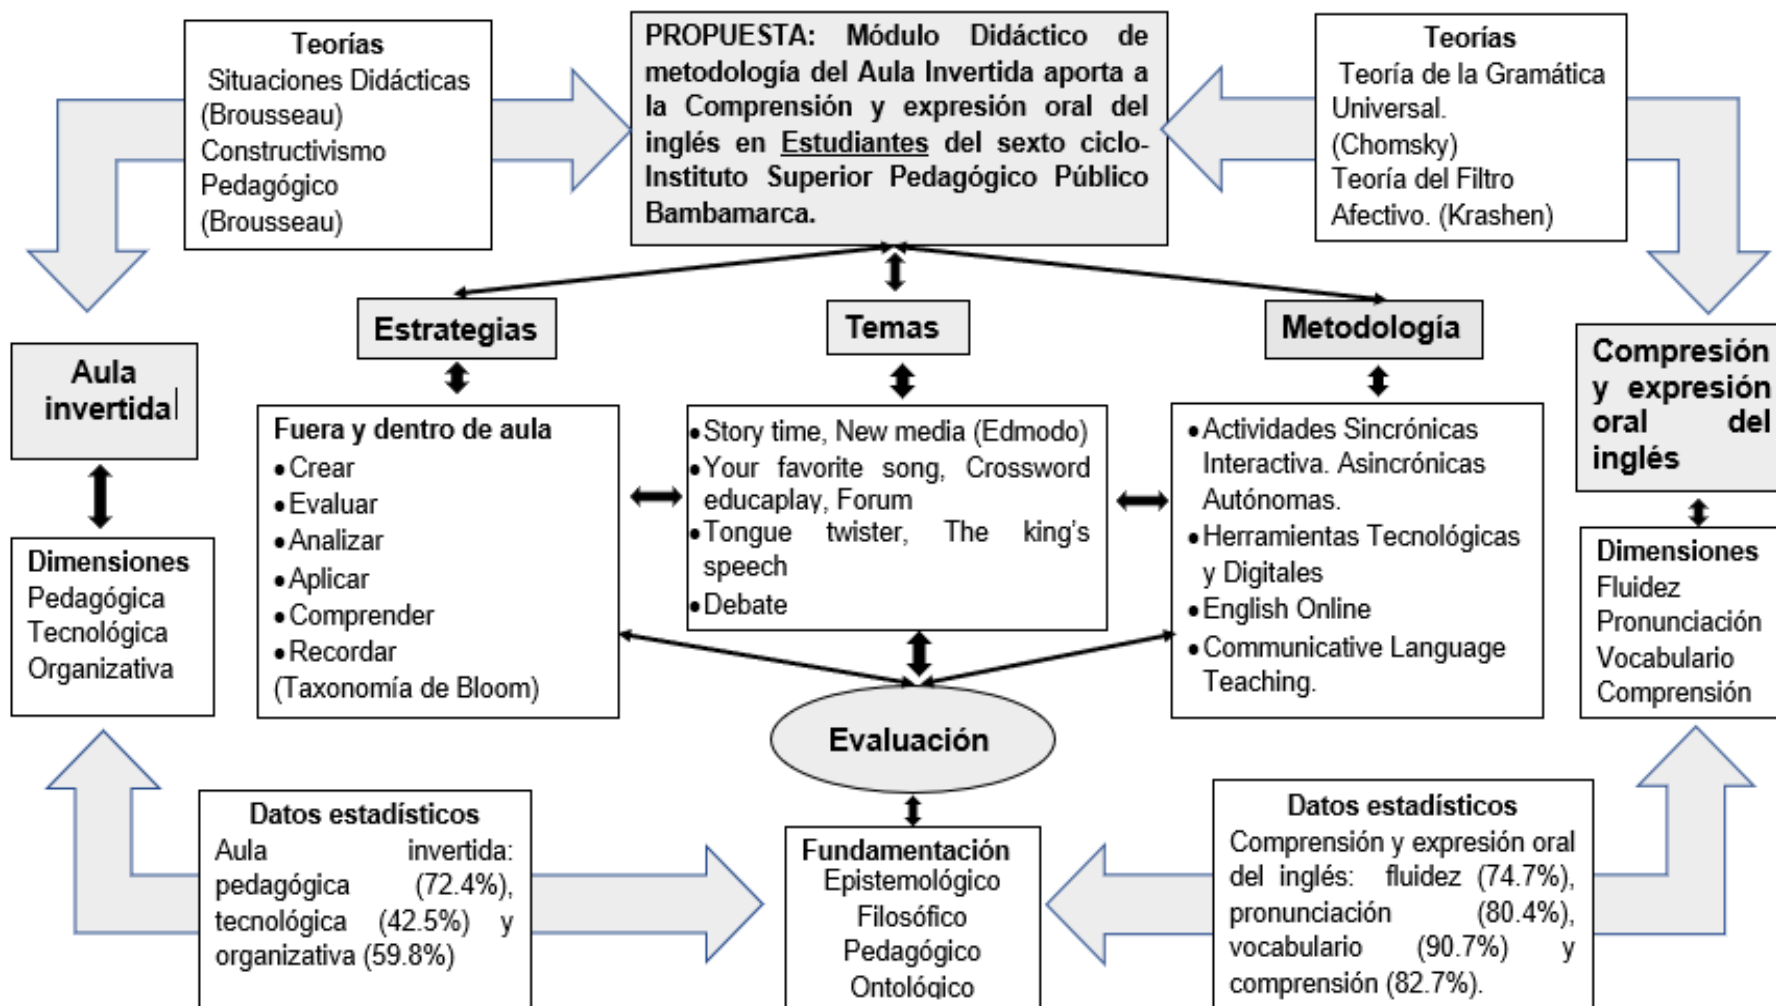 Teorías
Situaciones Didácticas
(Brousseau)
Constructivismo
Pedagógico
(Brousseau)
PROPUESTA: Módulo Didáctico de
metodología del Aula Invertida aporta a
la Comprensión y expresión oral del
inglés en Estudiantes del sexto ciclo-
Instituto Superior Pedagógico Público
Bambamarca.
Teorías
Teoría de la Gramática
Universal.
(Chomsky)
Teoría del Filtro
Afectivo. (Krashen)
Estrategias
Temas
Metodología
Aula
invertida
Compresión
y expresión
oral del
inglés
Fuera y dentro de aula
•Crear
•Evaluar
•Analizar
•Aplicar
•Comprender
•Recordar
(Taxonomía de Bloom)
•Story time, New media (Edmodo)
•Your favorite song, Crossword
educaplay, Forum
•Tongue twister, The king's
speech
•Debate
•Actividades Sincrónicas
Interactiva. Asincrónicas
Autónomas.
•Herramientas Tecnológicas
y Digitales
•English Online
•Communicative Language
Teaching.
Dimensiones
Pedagógica
Tecnológica
Organizativa
Dimensiones
Fluidez
Pronunciación
Vocabulario
Comprensión
Evaluación
Datos estadísticos
Aula invertida:
pedagógica (72.4%),
tecnológica (42.5%) y
organizativa (59.8%)
Fundamentación
Epistemológico
Filosófico
Pedagógico
Ontológico
Datos estadísticos
Comprensión y expresión oral
del inglés: fluidez (74.7%),
pronunciación (80.4%),
vocabulario (90.7%) y
comprensión (82.7%).